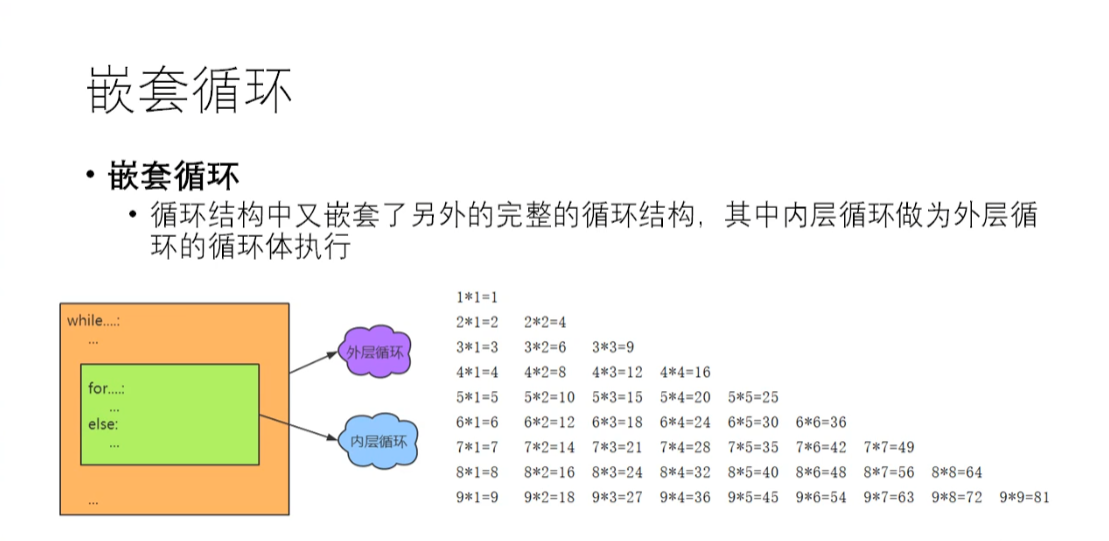 嵌套循环
• 嵌套循环
• 循环结构中又嵌套了另外的完整的循环结构，其中内层循环做为外层循
环的循环体执行
while....:
...
for....:
...
else:
...
...
外层循环
内层循环
1*1=1
2*1=2 2*2=4
3*1=3 3*2=6 3*3=9
4*1=4 4*2=8 4*3=12 4*4=16
5*1=5 5*2=10 5*3=15 5*4=20 5*5=25
6*1=6 6*2=12 6*3=18 6*4=24 6*5=30 6*6=36
7*1=7 7*2=14 7*3=21 7*4=28 7*5=35 7*6=42 7*7=49
8*1=8 8*2=16 8*3=24 8*4=32 8*5=40 8*6=48 8*7=56 8*8=64
9*1=9 9*2=18 9*3=27 9*4=36 9*5=45 9*6=54 9*7=63 9*8=72 9*9=81